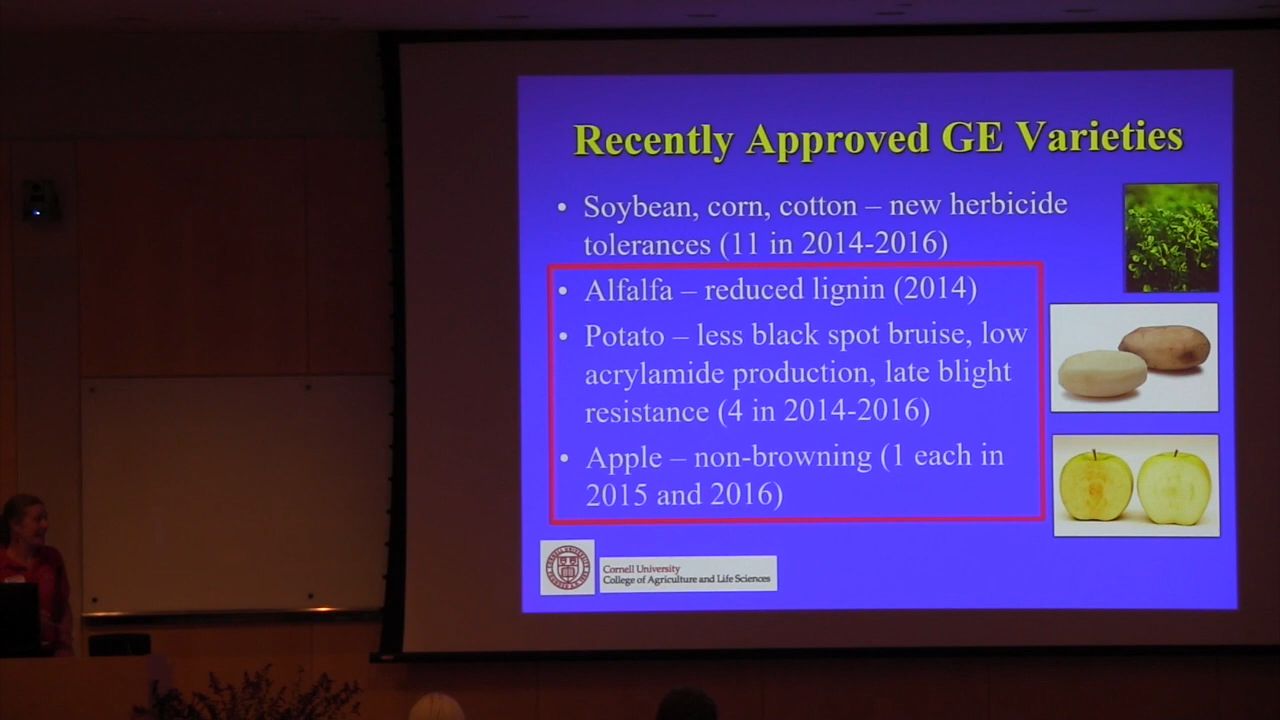 Recently Approved GE Varieties
• Soybean, corn, cotton – new herbicide
tolerances (11 in 2014-2016)
• Alfalfa – reduced lignin (2014)
• Potato – less black spot bruise, low
acrylamide production, late blight
resistance (4 in 2014-2016)
• Apple – non-browning (1 each in
2015 and 2016)
Cornell University
College of Agriculture and Life Sciences